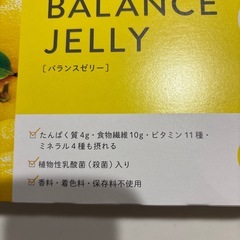 BALANCE
JELLY
[バランスゼリー]
たんぱく質4g・食物繊維10g・ビタミン11種・
ミネラル4種も摂れる
植物性乳酸菌(殺菌)入り
香料・着色料・保存料不使用